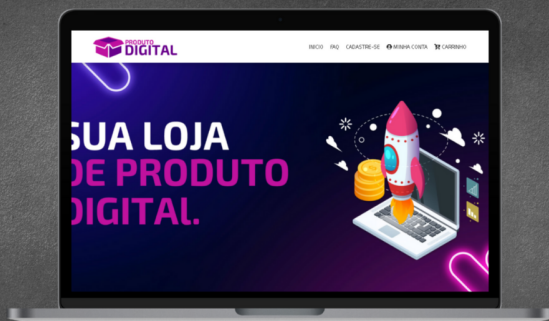 PRODUTO
DIGITAL
INICIO FAQ CADASTRE-SE MINHA CONTA CARRINHO
SUA LOJA
DE PRODUTO
DIGITAl.